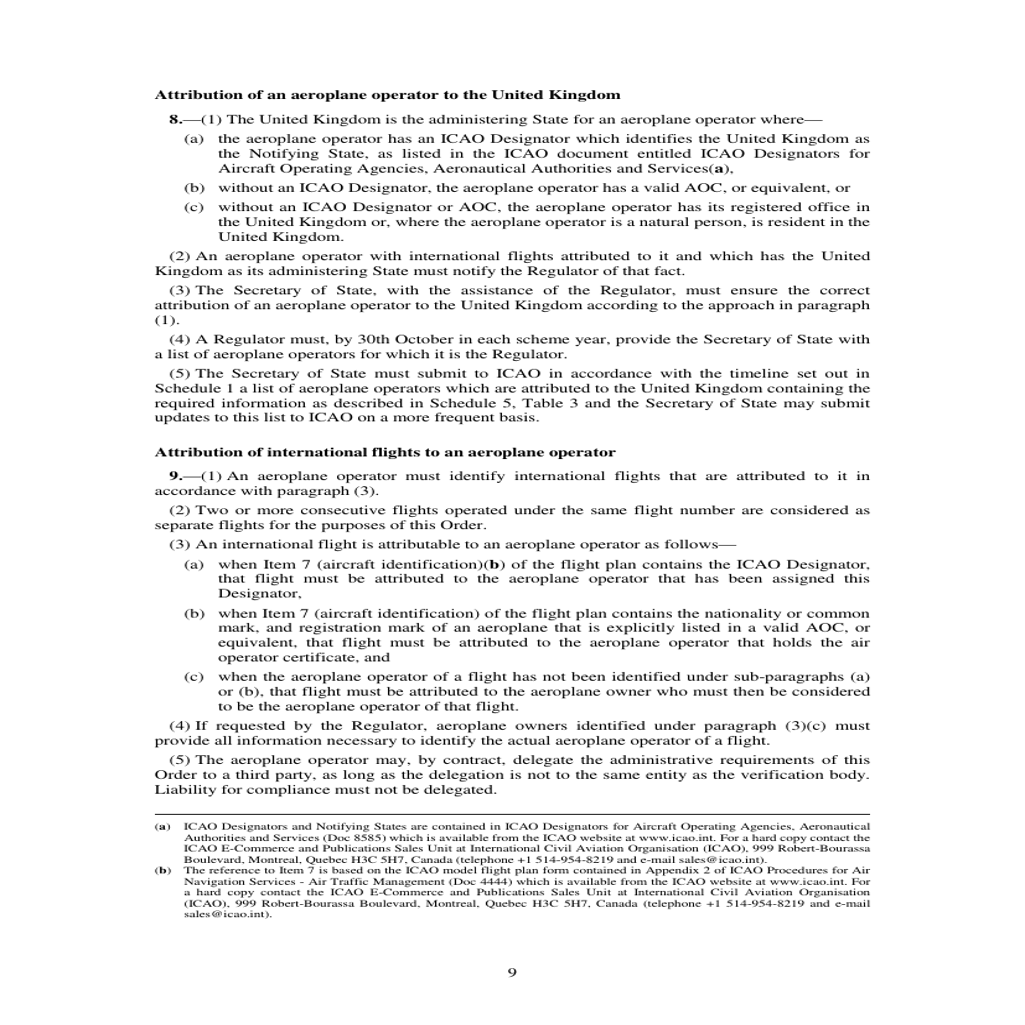 Attribution of an aeroplane operator to the United Kingdom
8.—(1) The United Kingdom is the administering State for an aeroplane operator where—
(a) the aeroplane operator has an ICAO Designator which identifies the United Kingdom as
the Notifying State, as listed in the ICAO document entitled ICAO Designators for
Aircraft Operating Agencies, Aeronautical Authorities and Services(a),
(b) without an ICAO Designator, the aeroplane operator has a valid AOC, or equivalent, or
(c) without an ICAO Designator or AOC, the aeroplane operator has its registered office in
the United Kingdom or, where the aeroplane operator is a natural person, is resident in the
United Kingdom.
(2) An aeroplane operator with international flights attributed to it and which has the United
Kingdom as its administering State must notify the Regulator of that fact.
(3) The Secretary of State, with the assistance of the Regulator, must ensure the correct
attribution of an aeroplane operator to the United Kingdom according to the approach in paragraph
(1).
(4) A Regulator must, by 30th October in each scheme year, provide the Secretary of State with
a list of aeroplane operators for which it is the Regulator.
(5) The Secretary of State must submit to ICAO in accordance with the timeline set out in
Schedule 1 a list of aeroplane operators which are attributed to the United Kingdom containing the
required information as described in Schedule 5, Table 3 and the Secretary of State may submit
updates to this list to ICAO on a more frequent basis.
Attribution of international flights to an aeroplane operator
9.—(1) An aeroplane operator must identify international flights that are attributed to it in
accordance with paragraph (3).
(2) Two or more consecutive flights operated under the same flight number are considered as
separate flights for the purposes of this Order.
(3) An international flight is attributable to an aeroplane operator as follows—
(a) when Item 7 (aircraft identification)(b) of the flight plan contains the ICAO Designator,
that flight must be attributed to the aeroplane operator that has been assigned this
Designator,
(b) when Item 7 (aircraft identification) of the flight plan contains the nationality or common
mark, and registration mark of an aeroplane that is explicitly listed in a valid AOC, or
equivalent, that flight must be attributed to the aeroplane operator that holds the air
operator certificate, and
(c) when the aeroplane operator of a flight has not been identified under sub-paragraphs (a)
or (b), that flight must be attributed to the aeroplane owner who must then be considered
to be the aeroplane operator of that flight.
(4) If requested by the Regulator, aeroplane owners identified under paragraph (3)(c) must
provide all information necessary to identify the actual aeroplane operator of a flight.
(5) The aeroplane operator may, by contract, delegate the administrative requirements of this
Order to a third party, as long as the delegation is not to the same entity as the verification body.
Liability for compliance must not be delegated.
(a) ICAO Designators and Notifying States are contained in ICAO Designators for Aircraft Operating Agencies, Aeronautical
Authorities and Services (Doc 8585) which is available from the ICAO website at www.icao.int. For a hard copy contact the
ICAO E-Commerce and Publications Sales Unit at International Civil Aviation Organisation (ICAO), 999 Robert-Bourassa
Boulevard, Montreal, Quebec H3C 5H7, Canada (telephone +1 514-954-8219 and e-mail sales@icao.int).
(b) The reference to Item 7 is based on the ICAO model flight plan form contained in Appendix 2 of ICAO Procedures for Air
Navigation Services - Air Traffic Management (Doc 4444) which is available from the ICAO website at www.icao.int. For
a hard copy contact the ICAO E-Commerce and Publications Sales Unit at International Civil Aviation Organisation
(ICAO), 999 Robert-Bourassa Boulevard, Montreal, Quebec H3C 5H7, Canada (telephone +1 514-954-8219 and e-mail
sales@icao.int).
9